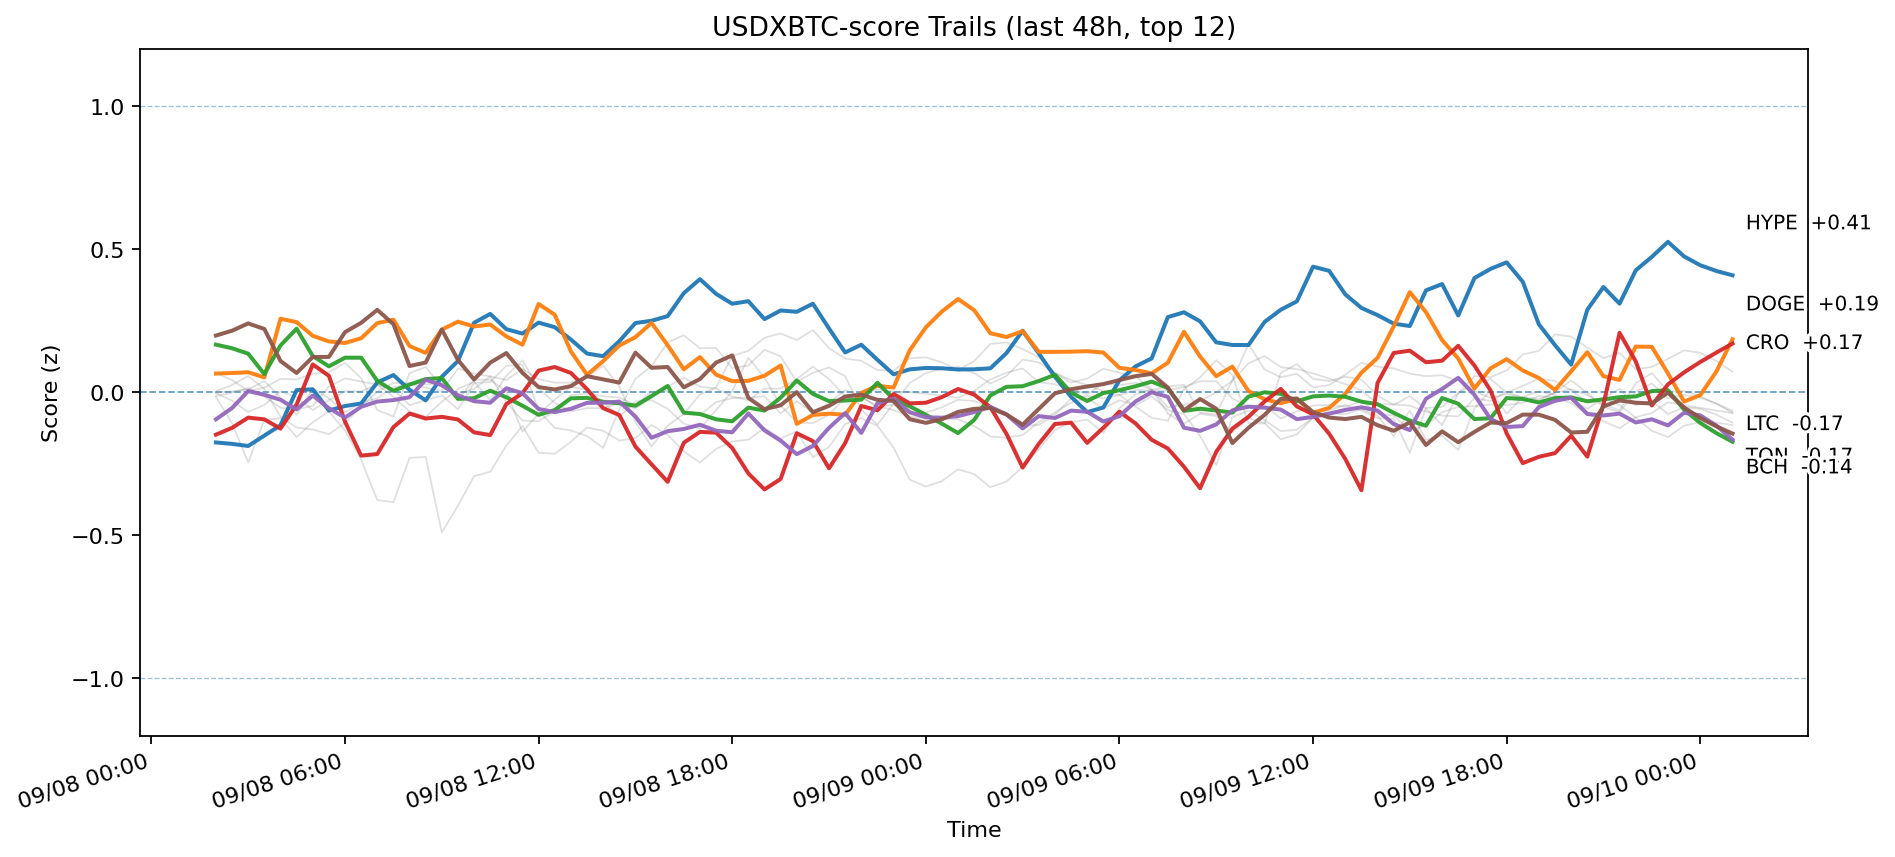 USDXBTC-score Trails (last 48h, top 12)
Score (z)
1.0
0.5
0.0
−0.5
−1.0
HYPE +0.41
DOGE +0.19
CRO +0.17
LTC -0.17
TON -0.17
BCH -0.14
09/08 00:00
09/08 06:00
09/08 12:00
09/08 18:00
09/09 00:00
09/09 06:00
09/09 12:00
09/09 18:00
09/10 00:00
Time